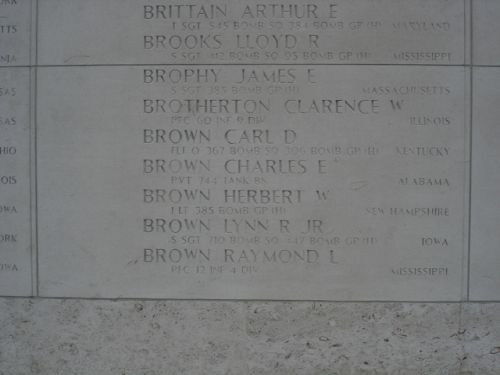 BRITTAIN ARTHUR E
T SGT 545 BOMB SQ 384 BOMB GP (H) MARYLAND
BROOKS LLOYD R
S SGT 412 BOMB SQ 95 BOMB GP (H) MISSISSIPPI
BROPHY JAMES E
S SGT 385 BOMB GP (H) MASSACHUSETTS
BROTHERTON CLARENCE W
PFC 60 INF 9 DIV ILLINOIS
BROWN CARL D
FLT O 367 BOMB SQ 306 BOMB GP (H) KENTUCKY
BROWN CHARLES E
PVT 744 TANK BN ALABAMA
BROWN HERBERT W
1 LT 385 BOMB GP (H) NEW HAMPSHIRE
BROWN LYNN R JR
S SGT 710 BOMB SQ 447 BOMB GP (H) IOWA
BROWN RAYMOND L
PFC 12 INF 4 DIV MISSISSIPPI